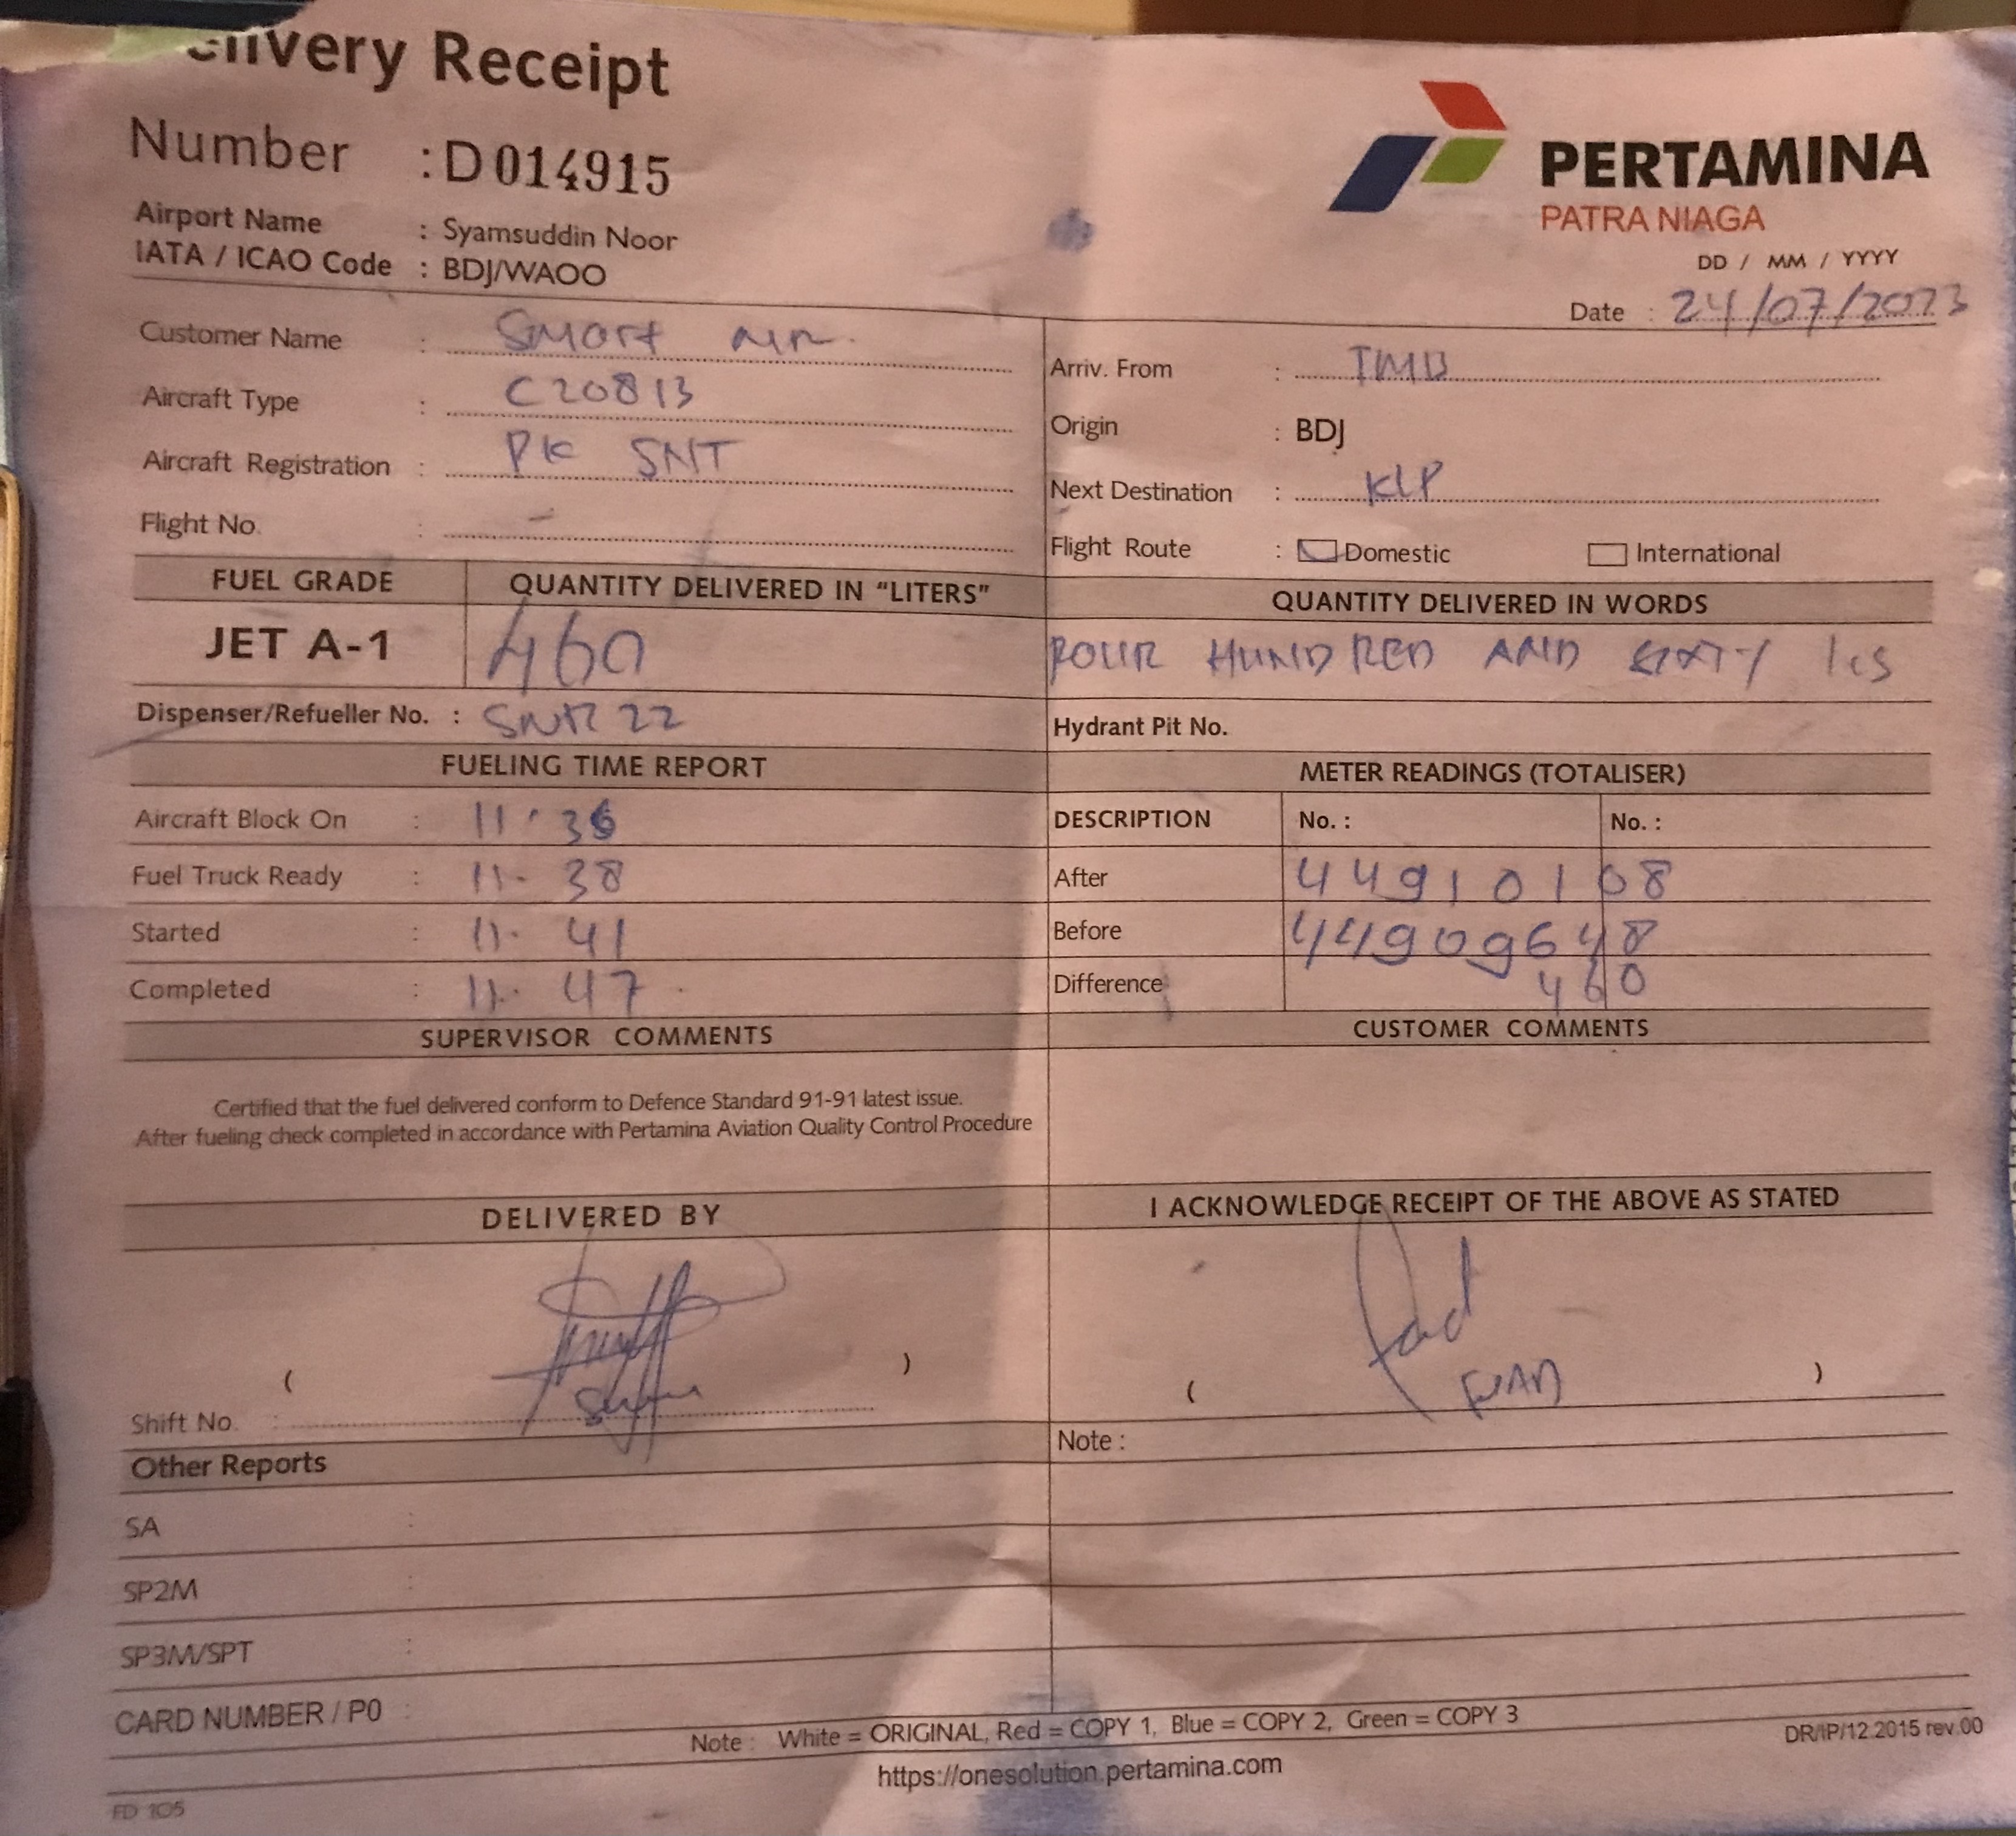 elivery Receipt
Number : D 014915
Airport Name : Syamsuddin Noor
IATA / ICAO Code : BDJ/WAOO
PERTAMINA
PATRA NIAGA
DD / MM / YYYY
Date : 24/07/2023
Customer Name : Smart AIR.
Aircraft Type : C208B
Aircraft Registration : PK SNT
Flight No. : -
Arriv. From : TMB
Origin : BDJ
Next Destination : KLP
Flight Route : Domestic International
FUEL GRADE QUANTITY DELIVERED IN "LITERS" QUANTITY DELIVERED IN WORDS
JET A-1 460 FOUR HUNDRED AND SIXTY
Dispenser/Refueller No. : 22 Hydrant Pit No.
FUELING TIME REPORT METER READINGS (TOTALISER)
Aircraft Block On : 11.36 DESCRIPTION No. : No. :
Fuel Truck Ready : 11. 38 After 44910108
Started : 11. 41 Before 44909648
Completed : 11. 47 Difference 460
SUPERVISOR COMMENTS CUSTOMER COMMENTS
Certified that the fuel delivered conform to Defence Standard 91-91 latest issue.
After fueling check completed in accordance with Pertamina Aviation Quality Control Procedure
DELIVERED BY I ACKNOWLEDGE RECEIPT OF THE ABOVE AS STATED
( ) ( )
Shift No. :
Other Reports Note :
SA :
SP2M :
SP3M/SPT :
CARD NUMBER / P0 :
Note : White = ORIGINAL, Red = COPY 1, Blue = COPY 2, Green = COPY 3
DR/IP/12.2015 rev.00
https://onesolution.pertamina.com
FD 105